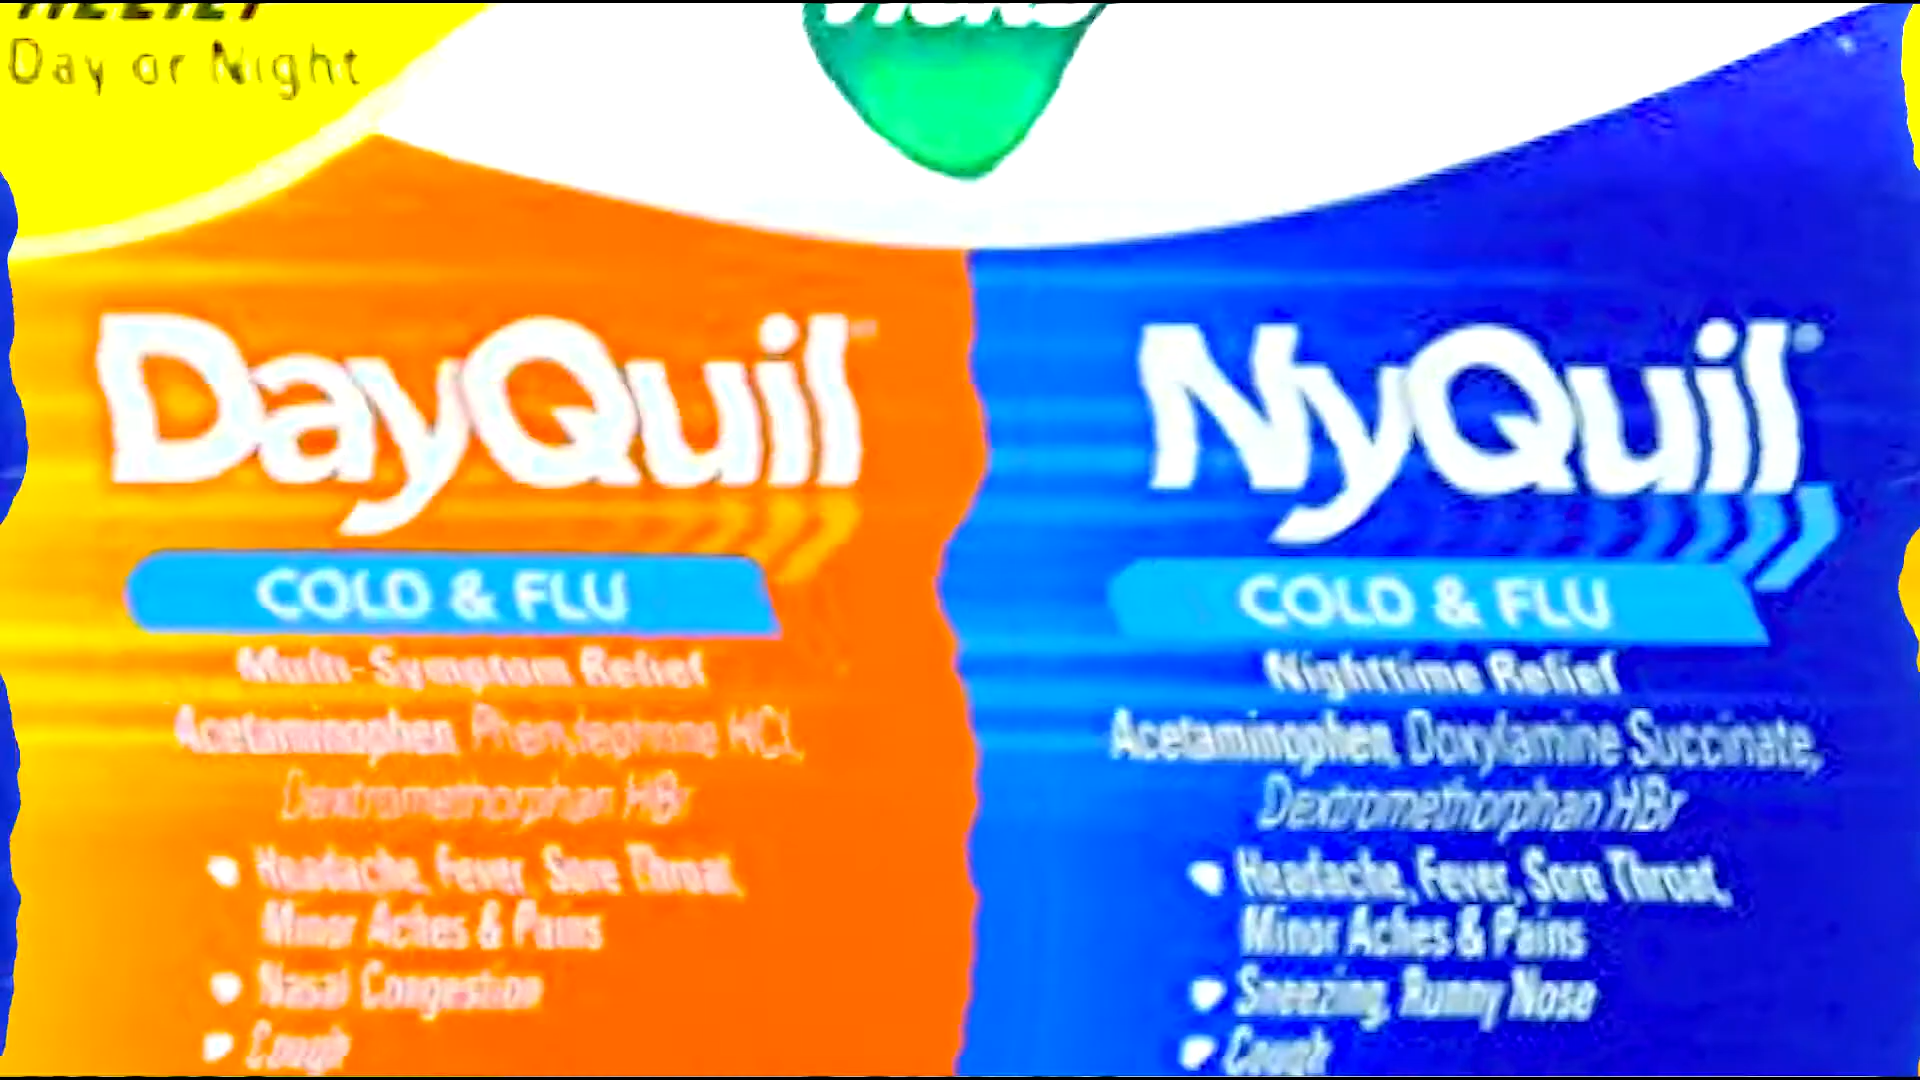 Day or Night
DayQuil™
COLD & FLU
Multi-Symptom Relief
Acetaminophen, Phenylephrine HCl,
Dextromethorphan HBr
• Headache, Fever, Sore Throat,
Minor Aches & Pains
• Nasal Congestion
• Cough
NyQuil®
COLD & FLU
Nighttime Relief
Acetaminophen, Doxylamine Succinate,
Dextromethorphan HBr
• Headache, Fever, Sore Throat,
Minor Aches & Pains
• Sneezing, Runny Nose
• Cough